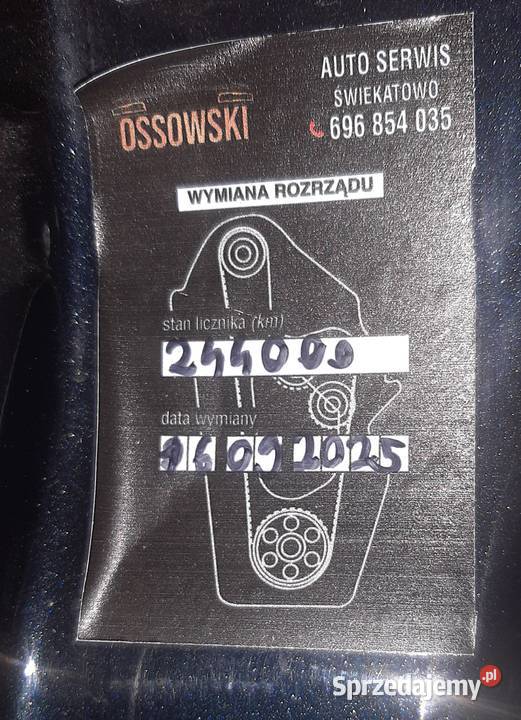 OSSOWSKI
AUTO SERWIS
ŚWIEKATOWO
696 854 035
WYMIANA ROZRZĄDU
stan licznika (km)
244000
data wymiany
16 09 2025
Sprzedajemy.pl